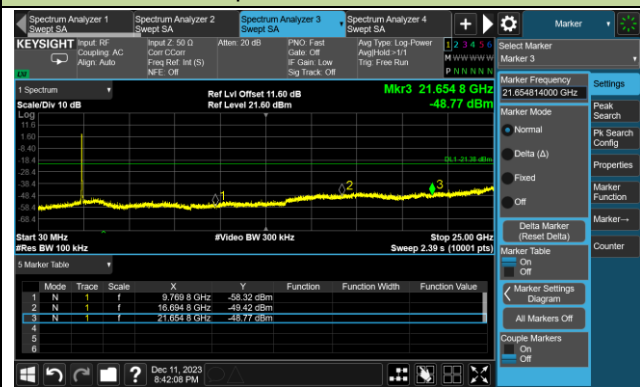 Spectrum Analyzer 1
Swept SA
Spectrum Analyzer 2
Swept SA
Spectrum Analyzer 3
Swept SA
Spectrum Analyzer 4
Swept SA
+
Marker
KEYSIGHT
Input: RF
Coupling: AC
Align: Auto
Input Z: 50 Ω
Corr CCorr
Freq Ref: Int (S)
NFE: Off
Atten: 20 dB
PNO: Fast
Gate: Off
IF Gain: Low
Sig Track: Off
Avg Type: Log-Power
Avg|Hold:>1/1
Trig: Free Run
1 2 3 4 5 6
M W W W W W
P N N N N N
LXI
Select Marker
Marker 3
1 Spectrum
Scale/Div 10 dB
Log
Ref Lvl Offset 11.60 dB
Ref Level 21.60 dBm
Mkr3 21.654 8 GHz
-48.77 dBm
11.6
1.60
-8.40
-18.4
-28.4
-38.4
-48.4
-58.4
-68.4
DL1 -21.38 dBm
1
2
3
Start 30 MHz
#Res BW 100 kHz
#Video BW 300 kHz
Stop 25.00 GHz
Sweep 2.39 s (10001 pts)
5 Marker Table
Mode Trace Scale X Y Function Function Width Function Value
1 N 1 f 9.769 8 GHz -58.32 dBm
2 N 1 f 16.694 8 GHz -49.42 dBm
3 N 1 f 21.654 8 GHz -48.77 dBm
4
5
6
Marker Frequency
21.654814000 GHz
Marker Mode
Normal
Delta (Δ)
Fixed
Off
Delta Marker
(Reset Delta)
Marker Table
On
Off
Marker Settings
Diagram
All Markers Off
Couple Markers
On
Off
Settings
Peak
Search
Pk Search
Config
Properties
Marker
Function
Marker→
Counter
?
Dec 11, 2023
8:42:08 PM